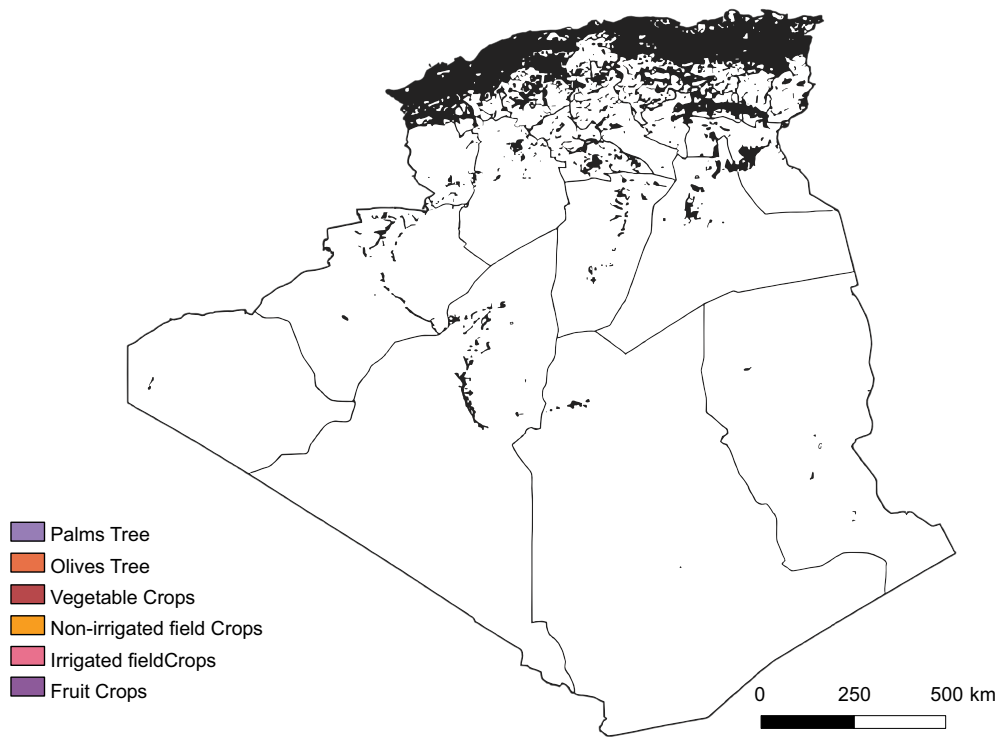 Palms Tree
Olives Tree
Vegetable Crops
Non-irrigated field Crops
Irrigated fieldCrops
Fruit Crops
0 250 500 km